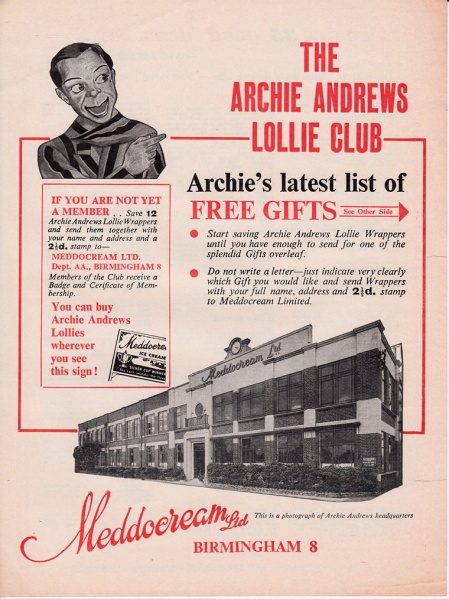 THE
ARCHIE ANDREWS
LOLLIE CLUB
Archie's latest list of
FREE GIFTS See Other Side
Start saving Archie Andrews Lollie Wrappers
until you have enough to send for one of the
splendid Gifts overleaf.
Do not write a letter—just indicate very clearly
which Gift you would like and send Wrappers
with your full name, address and 2½d. stamp
to Meddocream Limited.
IF YOU ARE NOT YET
A MEMBER . . Save 12
Archie Andrews Lollie Wrappers
and send them together with
your name and address and a
2½d. stamp to—
MEDDOCREAM LTD.
Dept. AA., BIRMINGHAM 8
Members of the Club receive a
Badge and Cerificate of Mem-
bership.
You can buy
Archie Andrews
Lollies
wherever
you see
this sign!
Meddocre
ICE CREAM
SILVER CUP WINNER
Meddocream Ltd
Meddocream Ltd
This is a photograph of Archie Andrews headquarters
BIRMINGHAM 8